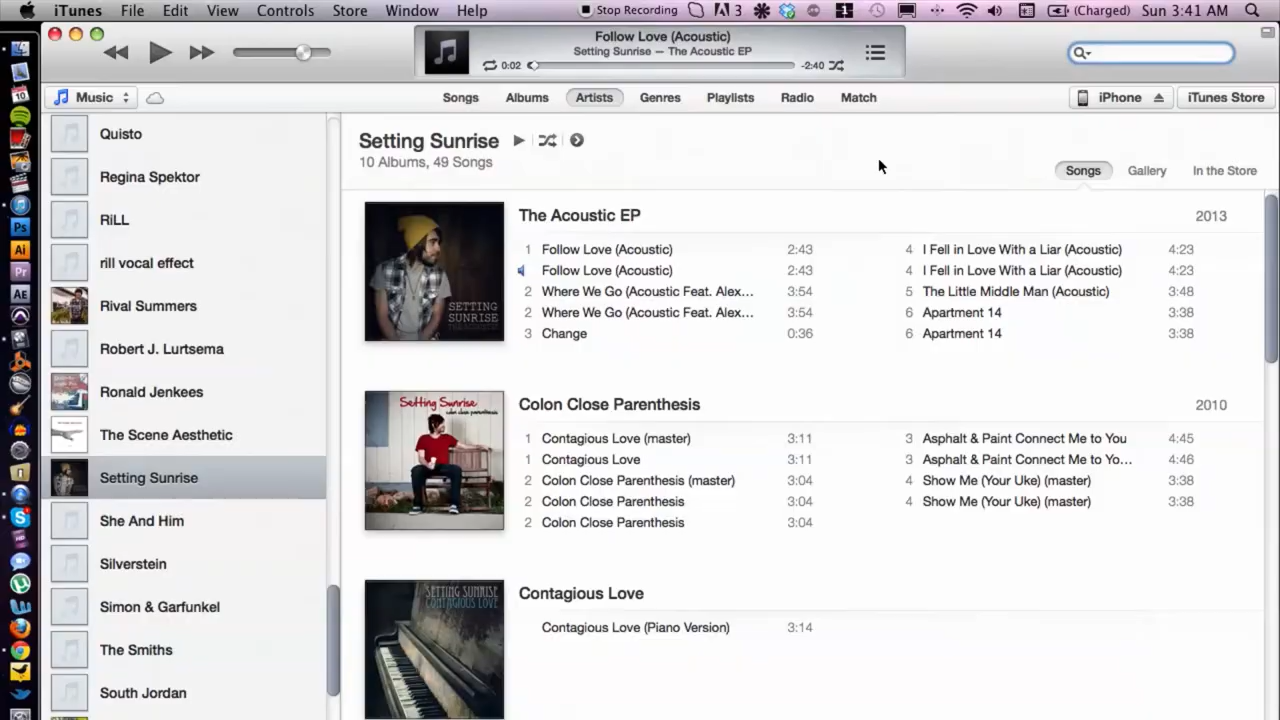 iTunes File Edit View Controls Store Window Help Stop Recording 3 1 (Charged) Sun 3:41 AM
Follow Love (Acoustic)
Setting Sunrise — The Acoustic EP
0:02 -2:40
Music Songs Albums Artists Genres Playlists Radio Match iPhone iTunes Store
Quisto
Regina Spektor
RiLL
rill vocal effect
Rival Summers
Robert J. Lurtsema
Ronald Jenkees
The Scene Aesthetic
Setting Sunrise
She And Him
Silverstein
Simon & Garfunkel
The Smiths
South Jordan
Setting Sunrise
10 Albums, 49 Songs
Songs Gallery In the Store
The Acoustic EP 2013
1 Follow Love (Acoustic) 2:43 4 I Fell in Love With a Liar (Acoustic) 4:23
Follow Love (Acoustic) 2:43 4 I Fell in Love With a Liar (Acoustic) 4:23
2 Where We Go (Acoustic Feat. Alex... 3:54 5 The Little Middle Man (Acoustic) 3:48
2 Where We Go (Acoustic Feat. Alex... 3:54 6 Apartment 14 3:38
3 Change 0:36 6 Apartment 14 3:38
SETTING
SUNRISE
Colon Close Parenthesis 2010
1 Contagious Love (master) 3:11 3 Asphalt & Paint Connect Me to You 4:45
1 Contagious Love 3:11 3 Asphalt & Paint Connect Me to Yo... 4:46
2 Colon Close Parenthesis (master) 3:04 4 Show Me (Your Uke) (master) 3:38
2 Colon Close Parenthesis 3:04 4 Show Me (Your Uke) (master) 3:38
2 Colon Close Parenthesis 3:04
Setting Sunrise
colon close parenthesis
Contagious Love
Contagious Love (Piano Version) 3:14
SETTING SUNRISE
CONTAGIOUS LOVE
Ps
Ai
Pr
Ae
10